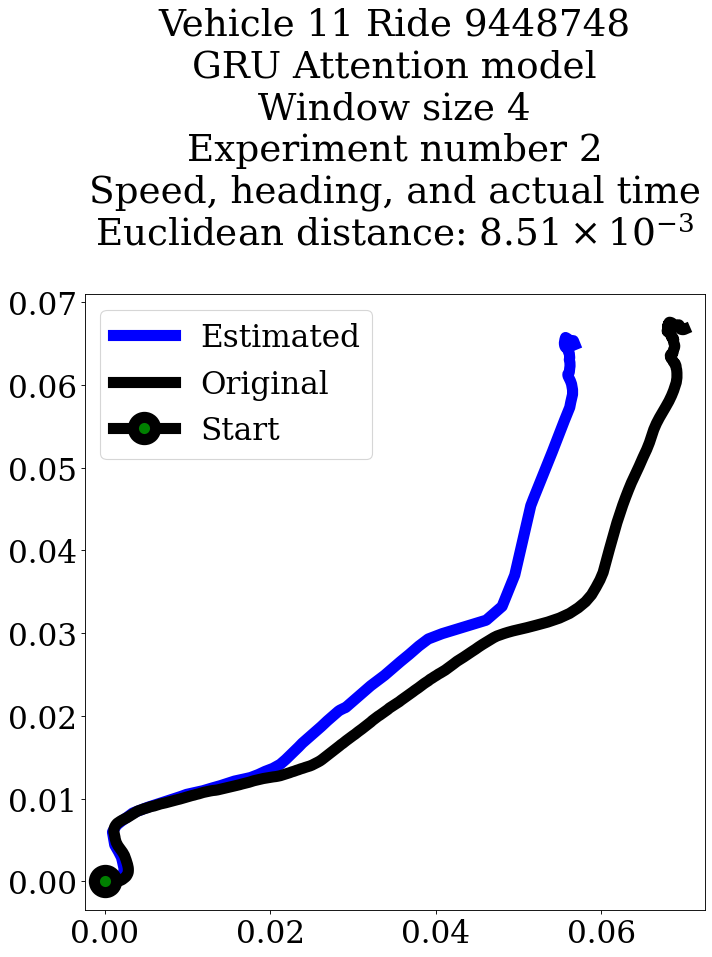 Vehicle 11 Ride 9448748
GRU Attention model
Window size 4
Experiment number 2
Speed, heading, and actual time
Euclidean distance: 8.51 × 10⁻³
0.07
0.06
0.05
0.04
0.03
0.02
0.01
0.00
Estimated
Original
Start
0.00 0.02 0.04 0.06